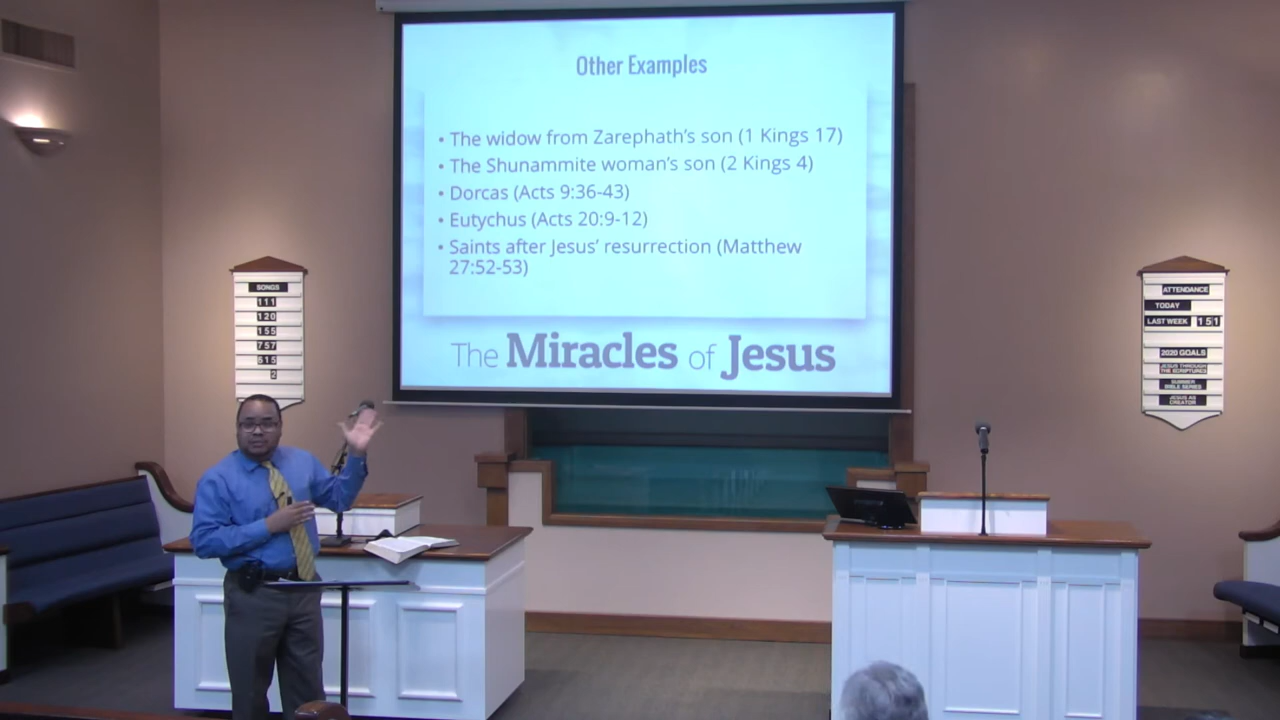 Other Examples
• The widow from Zarephath's son (1 Kings 17)
• The Shunammite woman's son (2 Kings 4)
• Dorcas (Acts 9:36-43)
• Eutychus (Acts 20:9-12)
• Saints after Jesus' resurrection (Matthew
27:52-53)
The Miracles of Jesus
SONGS
111
120
155
757
515
2
ATTENDANCE
TODAY
LAST WEEK 151
2020 GOALS
JESUS THROUGH
THE SCRIPTURES
SUMMER
BIBLE SERIES
JESUS AS
CREATOR